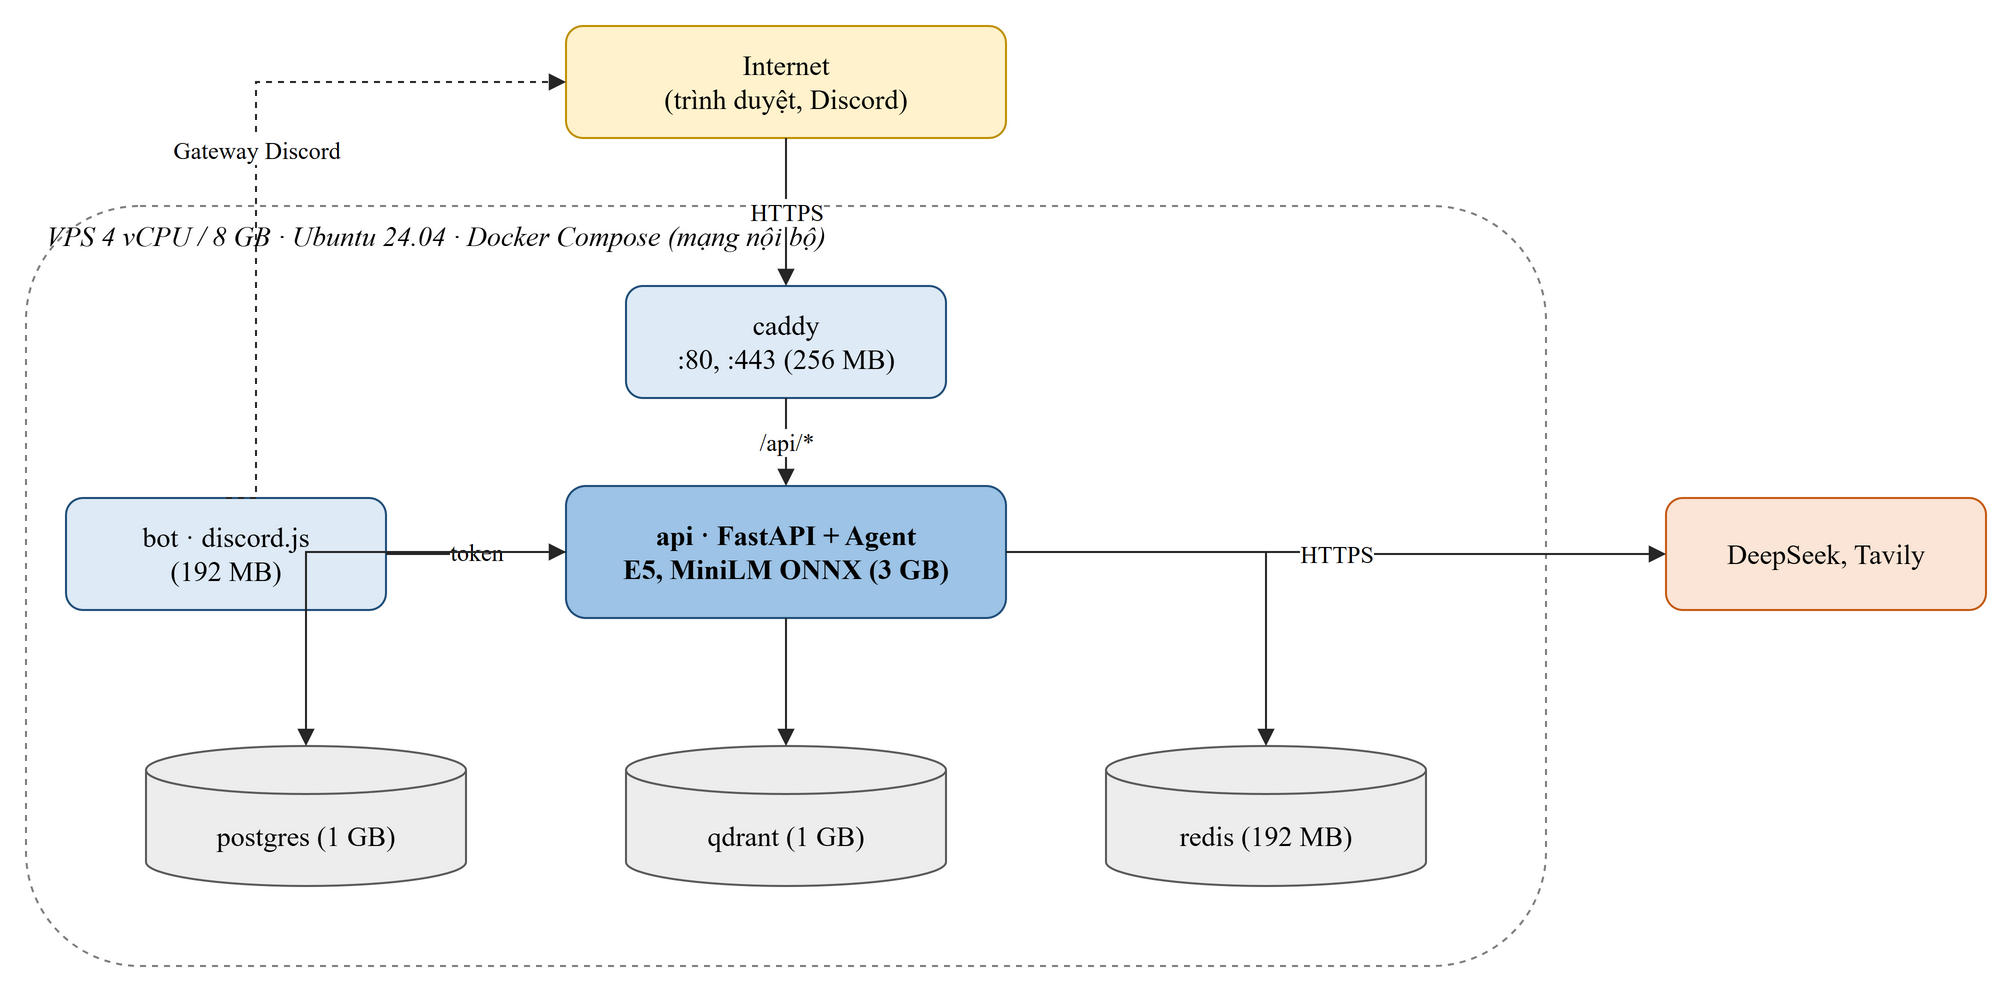 Internet
(trình duyệt, Discord)
Gateway Discord
HTTPS
VPS 4 vCPU / 8 GB · Ubuntu 24.04 · Docker Compose (mạng nội bộ)
caddy
:80, :443 (256 MB)
/api/*
bot · discord.js
(192 MB)
token
api · FastAPI + Agent
E5, MiniLM ONNX (3 GB)
HTTPS
DeepSeek, Tavily
postgres (1 GB)
qdrant (1 GB)
redis (192 MB)